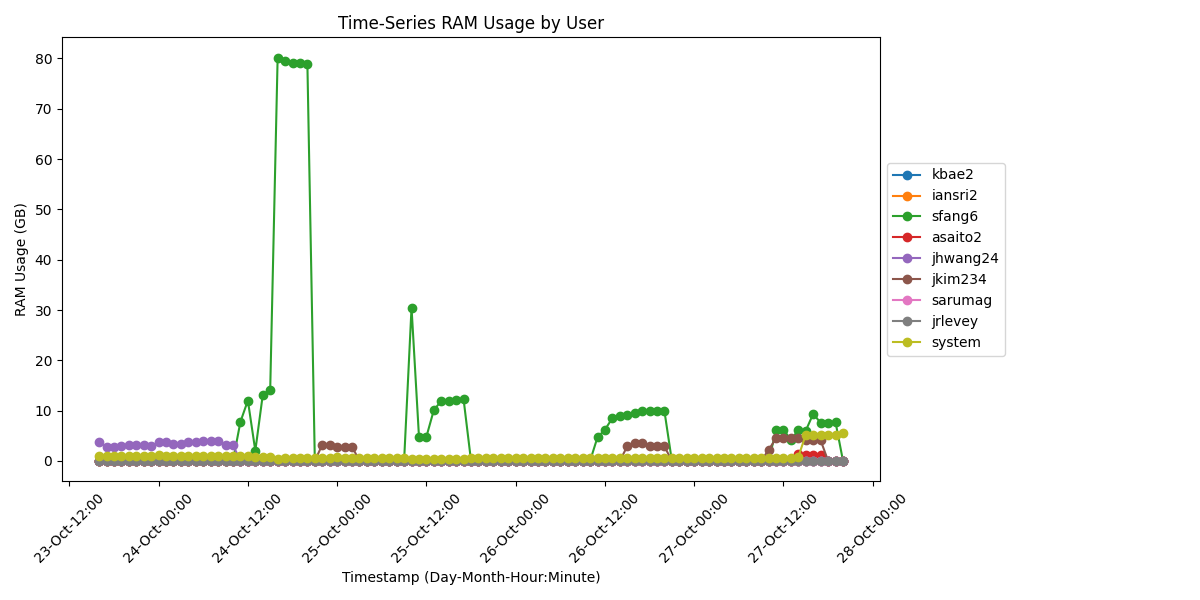 Time-Series RAM Usage by User
RAM Usage (GB)
80
70
60
50
40
30
20
10
0
23-Oct-12:00
24-Oct-00:00
24-Oct-12:00
25-Oct-00:00
25-Oct-12:00
26-Oct-00:00
26-Oct-12:00
27-Oct-00:00
27-Oct-12:00
28-Oct-00:00
Timestamp (Day-Month-Hour:Minute)
kbae2
iansri2
sfang6
asaito2
jhwang24
jkim234
sarumag
jrlevey
system